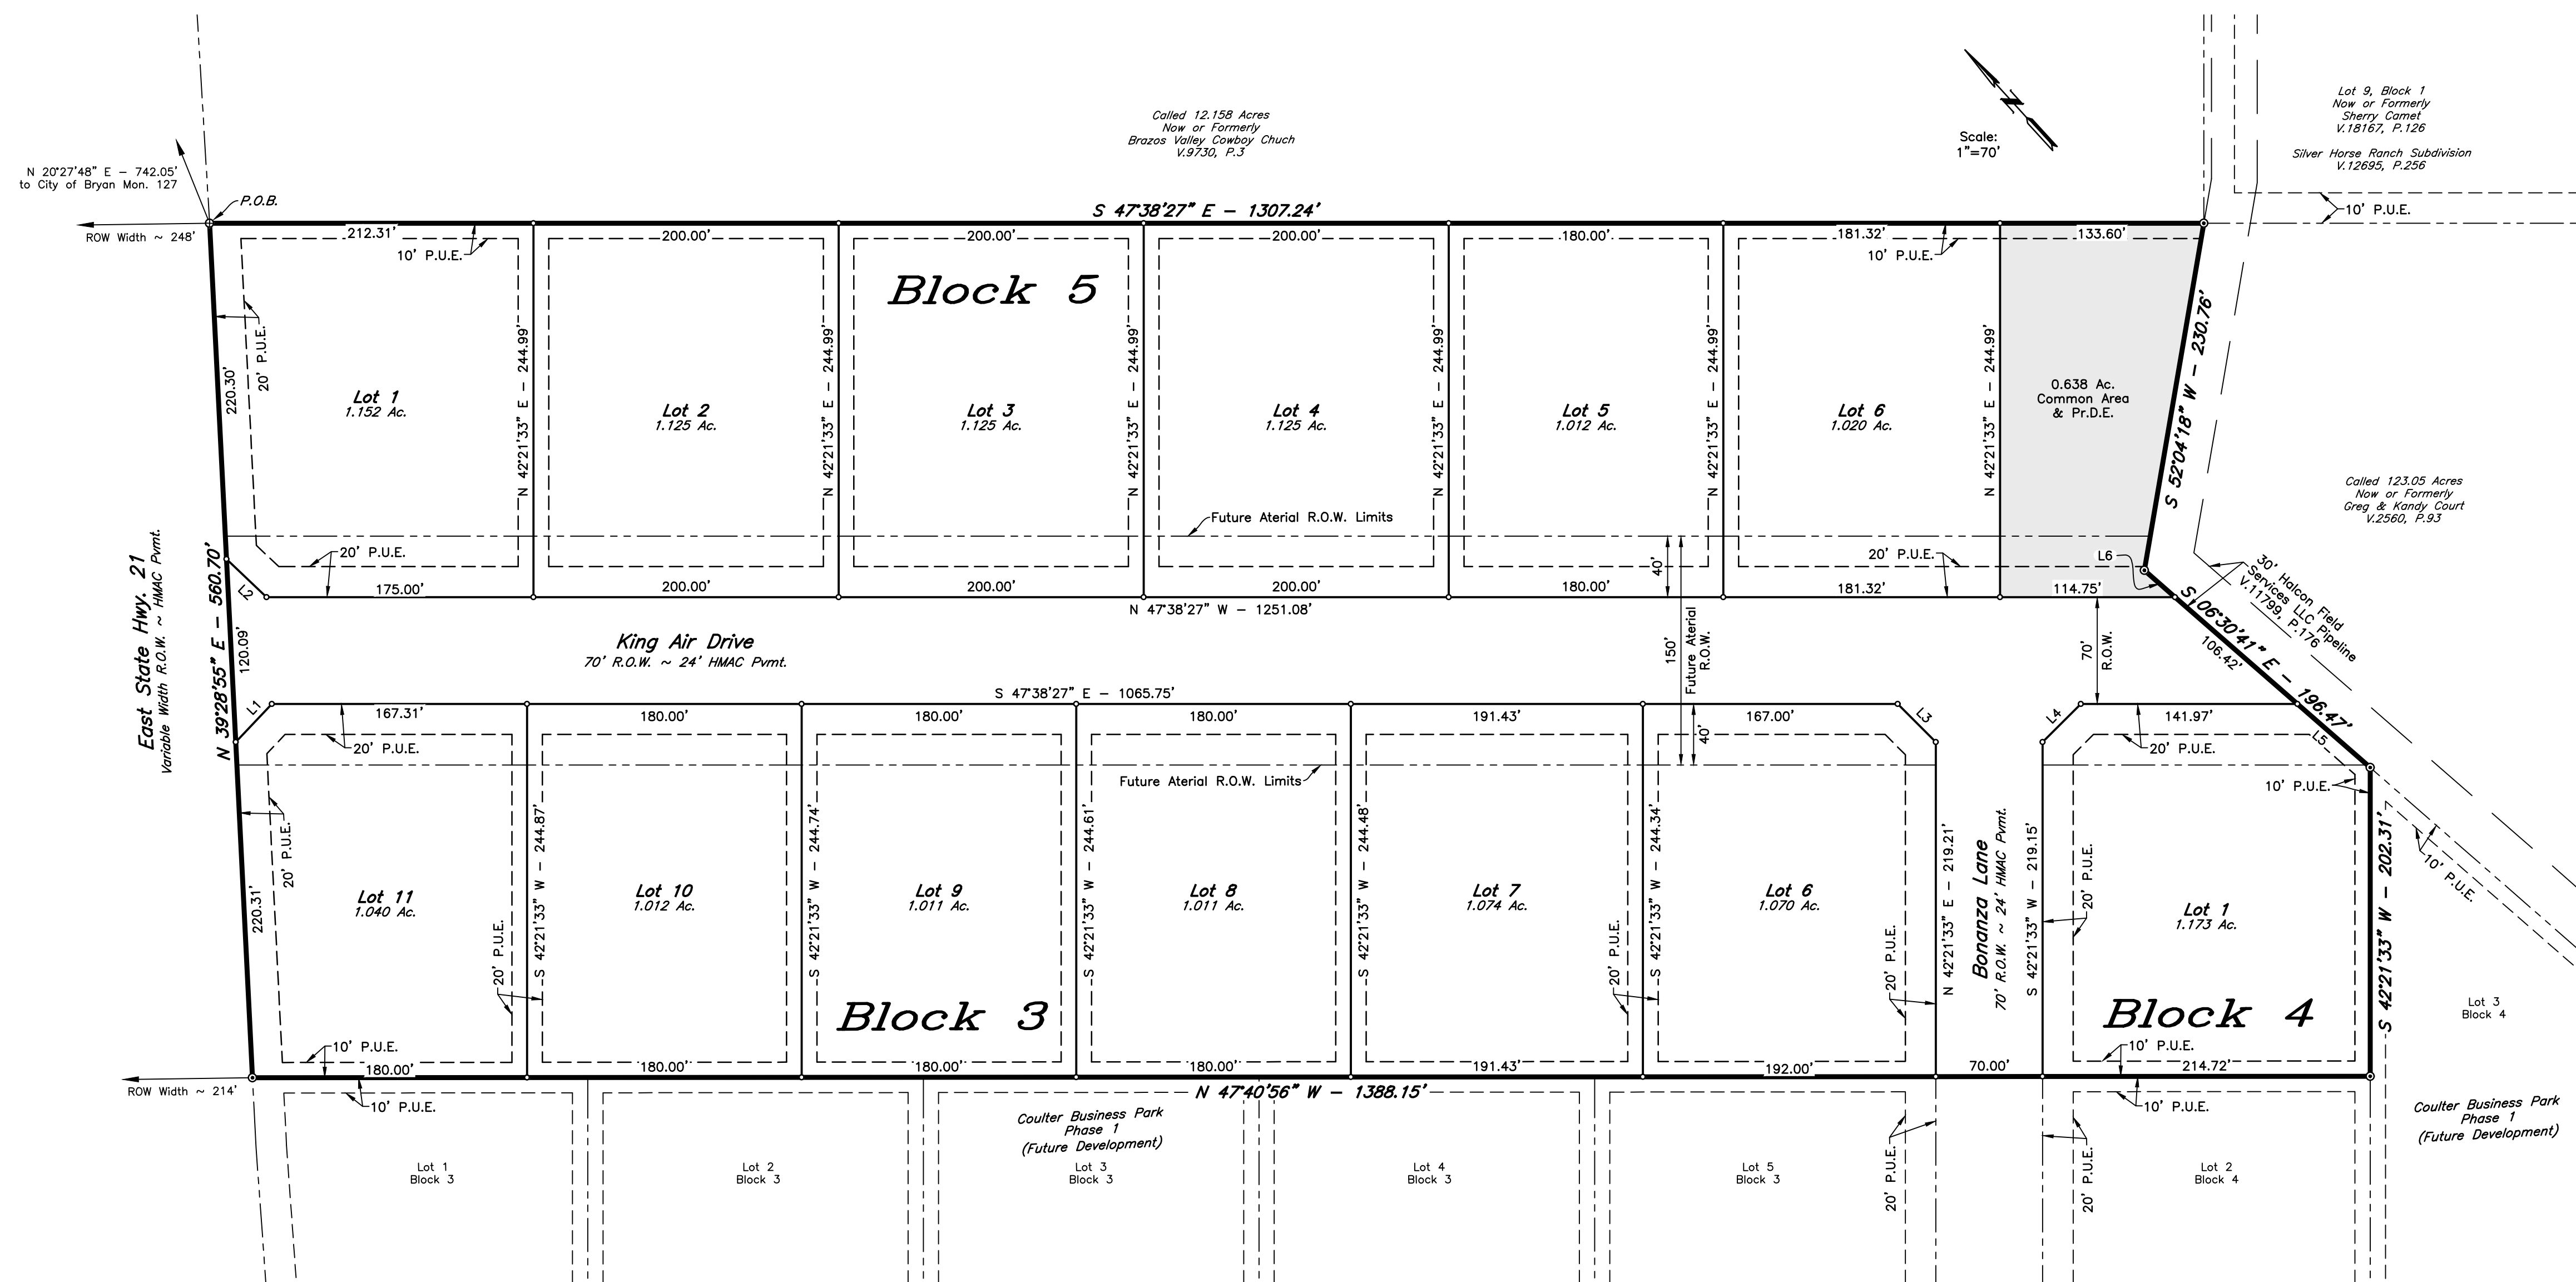 Called 12.158 Acres
Now or Formerly
Brazos Valley Cowboy Chuch
V.9730, P.3
N
Scale:
1"=70'
Lot 9, Block 1
Now or Formerly
Sherry Camet
V.18167, P.126
Silver Horse Ranch Subdivision
V.12695, P.256
10' P.U.E.
N 20°27'48" E - 742.05'
to City of Bryan Mon. 127
P.O.B.
ROW Width ~ 248'
S 47°38'27" E - 1307.24'
212.31'
200.00'
200.00'
200.00'
180.00'
181.32'
133.60'
10' P.U.E.
10' P.U.E.
Block 5
20' P.U.E.
220.30'
N 42°21'33" E - 244.99'
N 42°21'33" E - 244.99'
N 42°21'33" E - 244.99'
N 42°21'33" E - 244.99'
N 42°21'33" E - 244.99'
N 42°21'33" E - 244.99'
S 52°04'18" W - 230.76'
Lot 1
1.152 Ac.
Lot 2
1.125 Ac.
Lot 3
1.125 Ac.
Lot 4
1.125 Ac.
Lot 5
1.012 Ac.
Lot 6
1.020 Ac.
0.638 Ac.
Common Area
& Pr.D.E.
Called 123.05 Acres
Now or Formerly
Greg & Kandy Court
V.2560, P.93
Future Aterial R.O.W. Limits
20' P.U.E.
20' P.U.E.
L6
40'
L2
175.00'
200.00'
200.00'
200.00'
180.00'
181.32'
114.75'
N 47°38'27" W - 1251.08'
30' Halcon Field
Services LLC Pipeline
V.11799, P.176
S 06°30'41" E - 196.47'
106.42'
East State Hwy. 21
Variable Width R.O.W. ~ HMAC Pvmt.
N 39°28'55" E - 560.70'
120.09'
King Air Drive
70' R.O.W. ~ 24' HMAC Pvmt.
150'
Future Aterial
R.O.W.
70'
R.O.W.
S 47°38'27" E - 1065.75'
L1
167.31'
180.00'
180.00'
180.00'
191.43'
167.00'
L3
L4
141.97'
L5
40'
20' P.U.E.
20' P.U.E.
Future Aterial R.O.W. Limits
10' P.U.E.
20' P.U.E.
220.31'
S 42°21'33" W - 244.87'
S 42°21'33" W - 244.74'
S 42°21'33" W - 244.61'
S 42°21'33" W - 244.48'
S 42°21'33" W - 244.34'
N 42°21'33" E - 219.21'
Bonanza Lane
70' R.O.W. ~ 24' HMAC Pvmt.
S 42°21'33" W - 219.15'
20' P.U.E.
S 42°21'33" W - 202.31'
10' P.U.E.
Lot 11
1.040 Ac.
Lot 10
1.012 Ac.
Lot 9
1.011 Ac.
Lot 8
1.011 Ac.
Lot 7
1.074 Ac.
Lot 6
1.070 Ac.
Lot 1
1.173 Ac.
20' P.U.E.
20' P.U.E.
20' P.U.E.
Block 3
Block 4
Lot 3
Block 4
10' P.U.E.
10' P.U.E.
180.00'
180.00'
180.00'
180.00'
191.43'
192.00'
70.00'
214.72'
ROW Width ~ 214'
N 47°40'56" W - 1388.15'
10' P.U.E.
10' P.U.E.
Coulter Business Park
Phase 1
(Future Development)
Coulter Business Park
Phase 1
(Future Development)
20' P.U.E.
20' P.U.E.
Lot 1
Block 3
Lot 2
Block 3
Lot 3
Block 3
Lot 4
Block 3
Lot 5
Block 3
Lot 2
Block 4